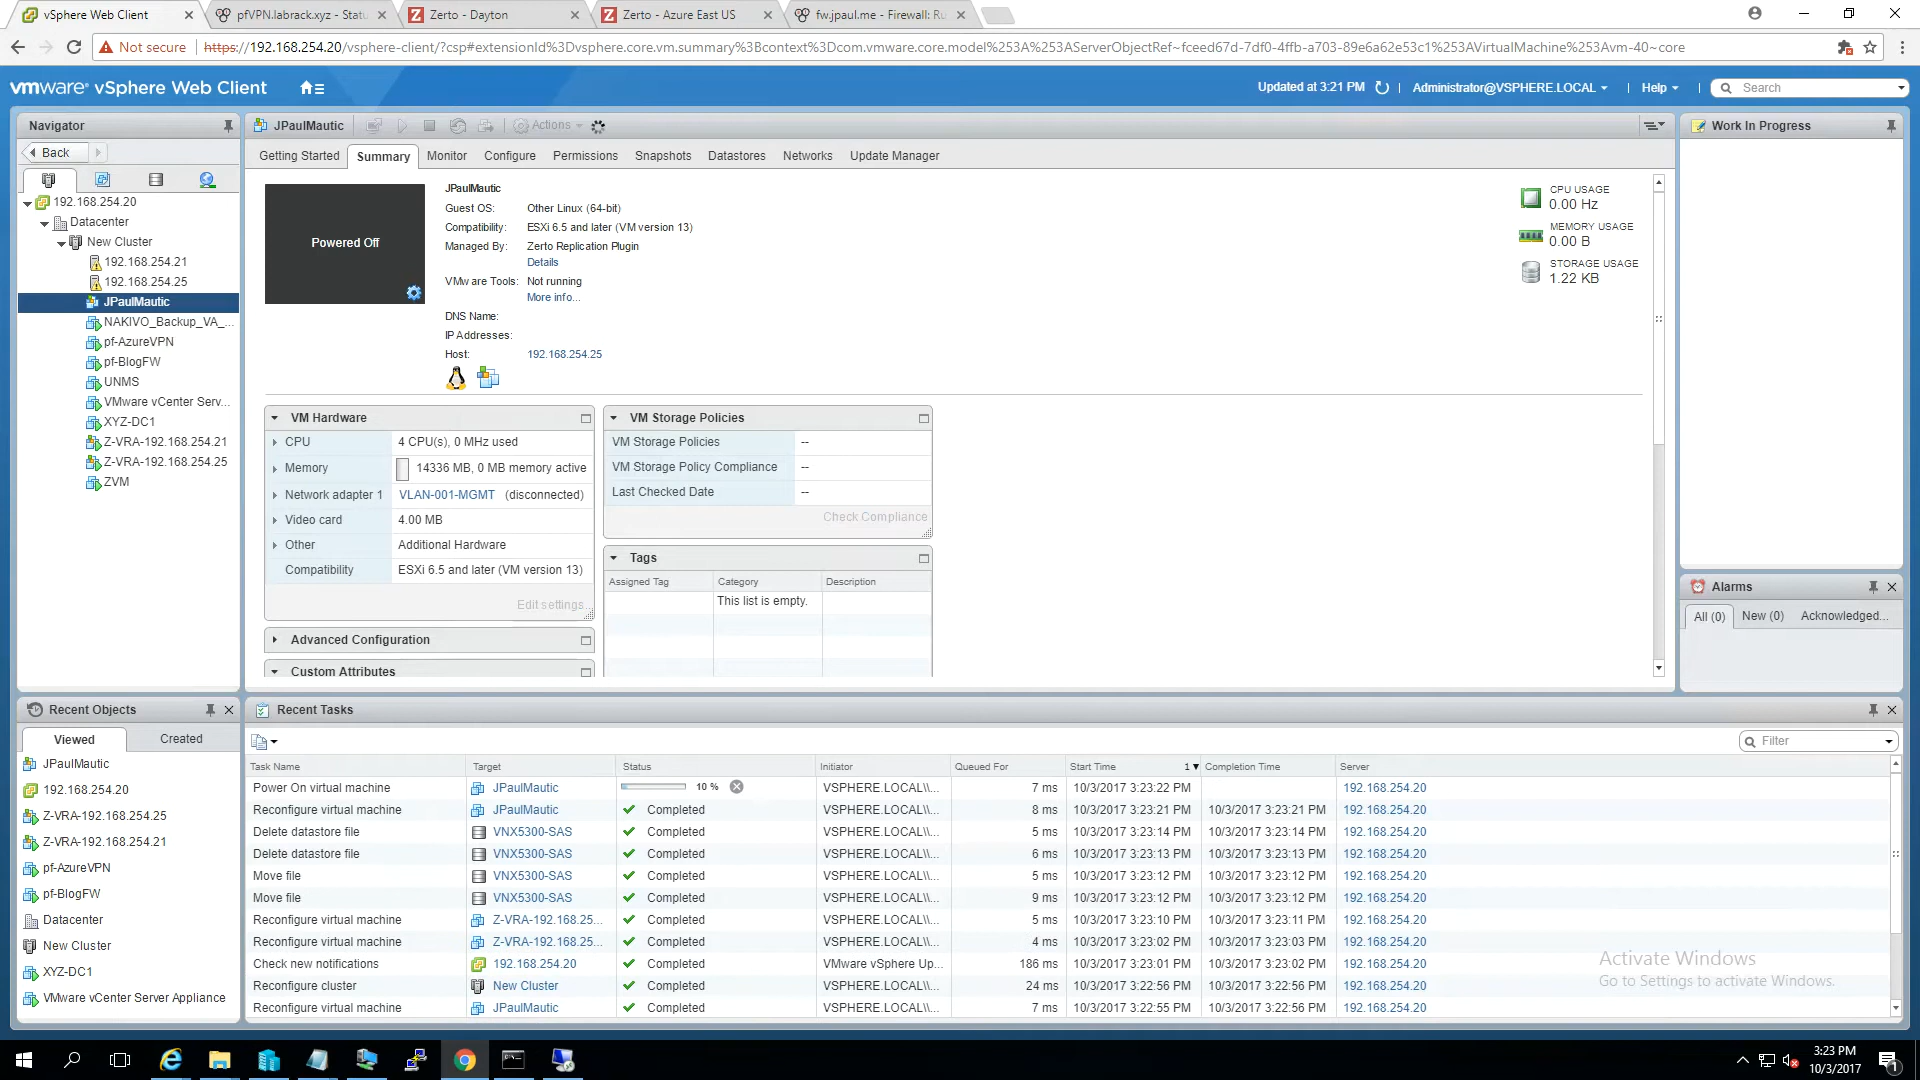 vSphere Web Client
pfVPN.labrack.xyz - Statu
Zerto - Dayton
Zerto - Azure East US
fw.jpaul.me - Firewall: Ru
Not secure
https://192.168.254.20/vsphere-client/?csp#extensionId%3Dvsphere.core.vm.summary%3Bcontext%3Dcom.vmware.core.model%253A%253AServerObjectRef~fceed67d-7df0-4ffb-a703-89e6a62e53c1%253AVirtualMachine%253Avm-40~core
vmware® vSphere Web Client
Updated at 3:21 PM
Administrator@VSPHERE.LOCAL
Help
Search
Navigator
Back
192.168.254.20
Datacenter
New Cluster
192.168.254.21
192.168.254.25
JPaulMautic
NAKIVO_Backup_VA_...
pf-AzureVPN
pf-BlogFW
UNMS
VMware vCenter Serv...
XYZ-DC1
Z-VRA-192.168.254.21
Z-VRA-192.168.254.25
ZVM
JPaulMautic
Actions
Getting Started Summary Monitor Configure Permissions Snapshots Datastores Networks Update Manager
Powered Off
JPaulMautic
Guest OS: Other Linux (64-bit)
Compatibility: ESXi 6.5 and later (VM version 13)
Managed By: Zerto Replication Plugin
Details
VMware Tools: Not running
More info...
DNS Name:
IP Addresses:
Host: 192.168.254.25
CPU USAGE
0.00 Hz
MEMORY USAGE
0.00 B
STORAGE USAGE
1.22 KB
VM Hardware
CPU 4 CPU(s), 0 MHz used
Memory 14336 MB, 0 MB memory active
Network adapter 1 VLAN-001-MGMT (disconnected)
Video card 4.00 MB
Other Additional Hardware
Compatibility ESXi 6.5 and later (VM version 13)
Edit settings...
Advanced Configuration
Custom Attributes
VM Storage Policies
VM Storage Policies --
VM Storage Policy Compliance --
Last Checked Date --
Check Compliance
Tags
Assigned Tag Category Description
This list is empty.
Work In Progress
Alarms
All (0) New (0) Acknowledged...
Recent Objects
Viewed Created
JPaulMautic
192.168.254.20
Z-VRA-192.168.254.25
Z-VRA-192.168.254.21
pf-AzureVPN
pf-BlogFW
Datacenter
New Cluster
XYZ-DC1
VMware vCenter Server Appliance
Recent Tasks
Filter
Task Name Target Status Initiator Queued For Start Time 1 Completion Time Server
Power On virtual machine JPaulMautic 10 % VSPHERE.LOCAL\\... 7 ms 10/3/2017 3:23:22 PM 192.168.254.20
Reconfigure virtual machine JPaulMautic Completed VSPHERE.LOCAL\\... 8 ms 10/3/2017 3:23:21 PM 10/3/2017 3:23:21 PM 192.168.254.20
Delete datastore file VNX5300-SAS Completed VSPHERE.LOCAL\\... 5 ms 10/3/2017 3:23:14 PM 10/3/2017 3:23:14 PM 192.168.254.20
Delete datastore file VNX5300-SAS Completed VSPHERE.LOCAL\\... 6 ms 10/3/2017 3:23:13 PM 10/3/2017 3:23:13 PM 192.168.254.20
Move file VNX5300-SAS Completed VSPHERE.LOCAL\\... 5 ms 10/3/2017 3:23:12 PM 10/3/2017 3:23:12 PM 192.168.254.20
Move file VNX5300-SAS Completed VSPHERE.LOCAL\\... 9 ms 10/3/2017 3:23:12 PM 10/3/2017 3:23:12 PM 192.168.254.20
Reconfigure virtual machine Z-VRA-192.168.25... Completed VSPHERE.LOCAL\\... 5 ms 10/3/2017 3:23:10 PM 10/3/2017 3:23:11 PM 192.168.254.20
Reconfigure virtual machine Z-VRA-192.168.25... Completed VSPHERE.LOCAL\\... 4 ms 10/3/2017 3:23:02 PM 10/3/2017 3:23:03 PM 192.168.254.20
Check new notifications 192.168.254.20 Completed VMware vSphere Up... 186 ms 10/3/2017 3:23:01 PM 10/3/2017 3:23:02 PM 192.168.254.20
Reconfigure cluster New Cluster Completed VSPHERE.LOCAL\\... 24 ms 10/3/2017 3:22:56 PM 10/3/2017 3:22:56 PM 192.168.254.20
Reconfigure virtual machine JPaulMautic Completed VSPHERE.LOCAL\\... 7 ms 10/3/2017 3:22:55 PM 10/3/2017 3:22:56 PM 192.168.254.20
Activate Windows
Go to Settings to activate Windows.
3:23 PM
10/3/2017
1